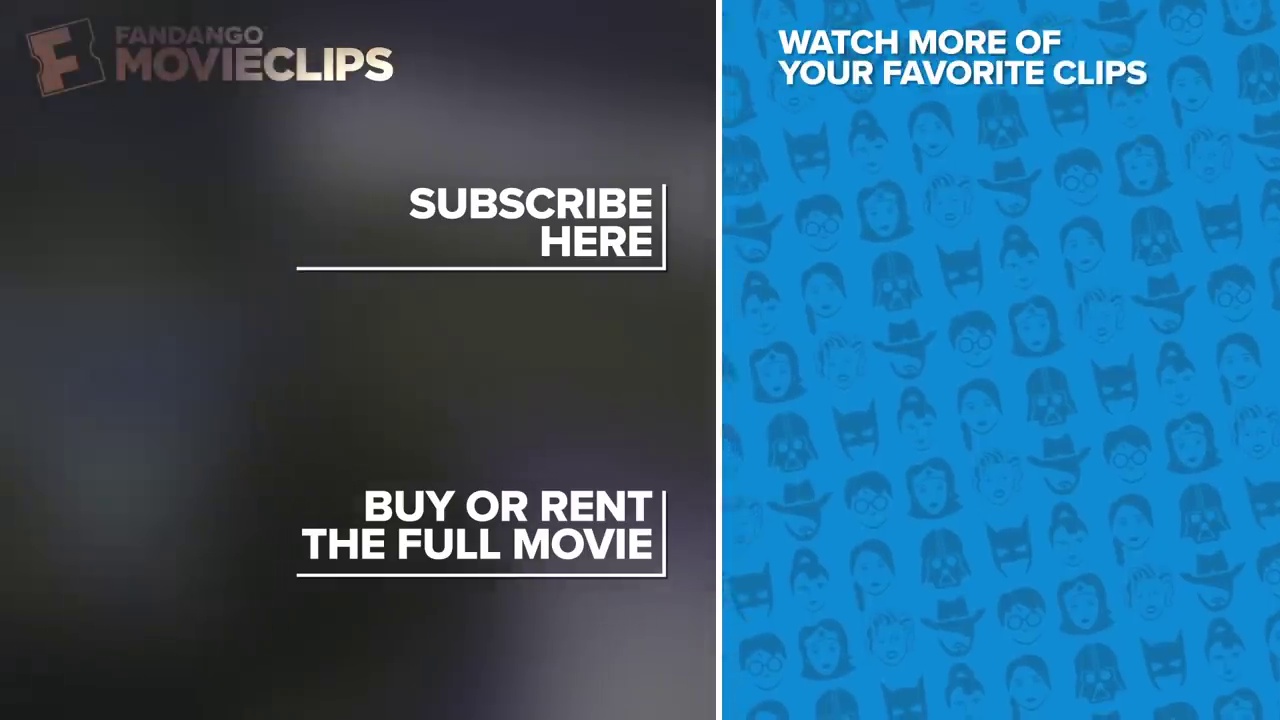 FANDANGO
MOVIECLIPS
SUBSCRIBE
HERE
BUY OR RENT
THE FULL MOVIE
WATCH MORE OF
YOUR FAVORITE CLIPS